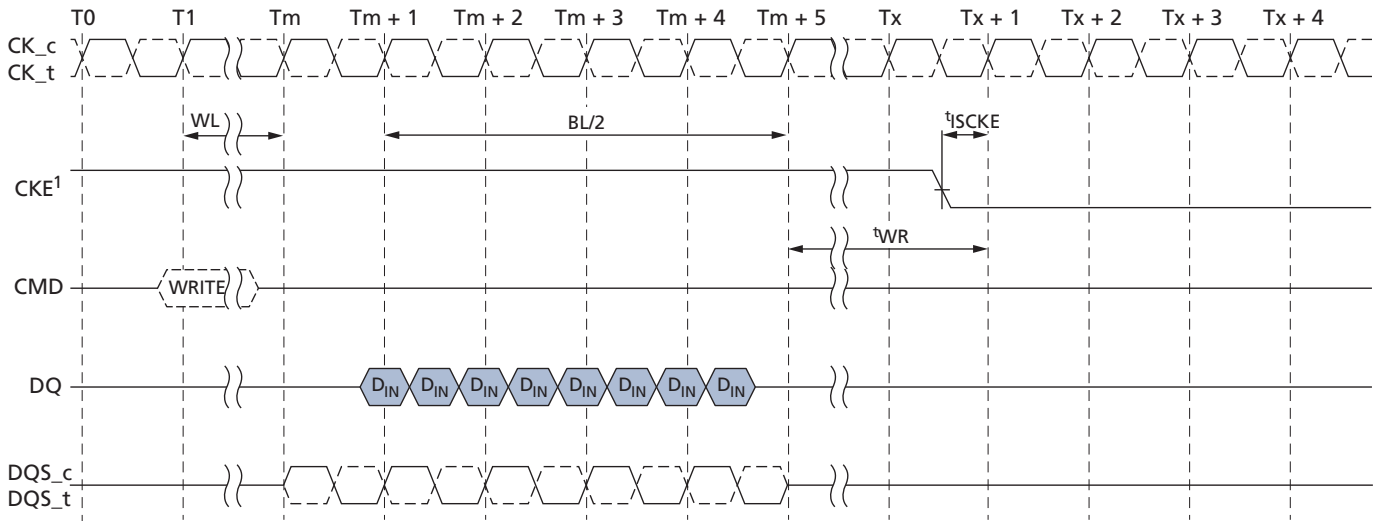 T0 T1 Tm Tm + 1 Tm + 2 Tm + 3 Tm + 4 Tm + 5 Tx Tx + 1 Tx + 2 Tx + 3 Tx + 4
CK_c
CK_t
WL BL/2 tISCKE
CKE1
tWR
CMD WRITE
DQ DIN DIN DIN DIN DIN DIN DIN DIN
DQS_c
DQS_t